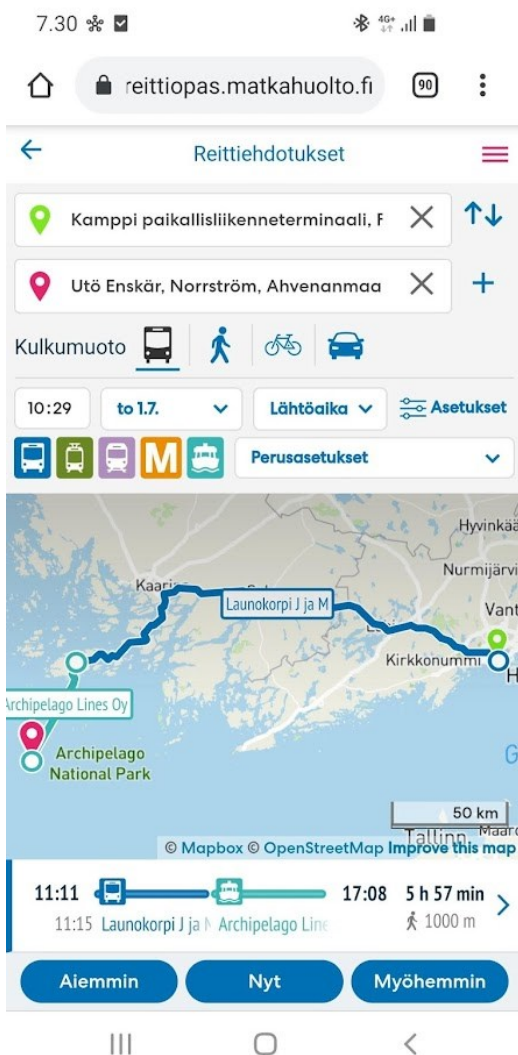 7.30
4G+
reittiopas.matkahuolto.fi
90
Reittiehdotukset
Kamppi paikallisliikenneterminaali, F
Utö Enskär, Norrström, Ahvenanmaa
Kulkumuoto
10:29 to 1.7. Lähtöaika Asetukset
M Perusasetukset
Hyvinkää
Nurmijärvi
Kaarina
Launokorpi J ja M
Vant
Kirkkonummi
H
Archipelago Lines Oy
Archipelago
National Park
G
50 km
Tallinn
© Mapbox © OpenStreetMap Improve this map
11:11 17:08 5 h 57 min
11:15 Launokorpi J ja M Archipelago Line 1000 m
Aiemmin Nyt Myöhemmin